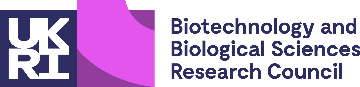 UK
RI
Biotechnology and
Biological Sciences
Research Council